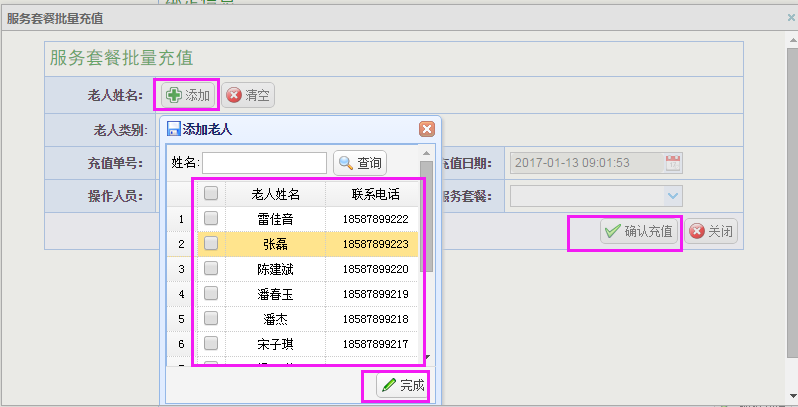 服务套餐批量充值
服务套餐批量充值
老人姓名： 添加 清空
老人类别:
充值单号： 充值日期： 2017-01-13 09:01:53
操作人员： 服务套餐：
确认充值 关闭
添加老人
姓名: 查询
老人姓名 联系电话
1 雷佳音 18587899222
2 张磊 18587899223
3 陈建斌 18587899220
4 潘春玉 18587899219
5 潘杰 18587899218
6 宋子琪 18587899217
完成